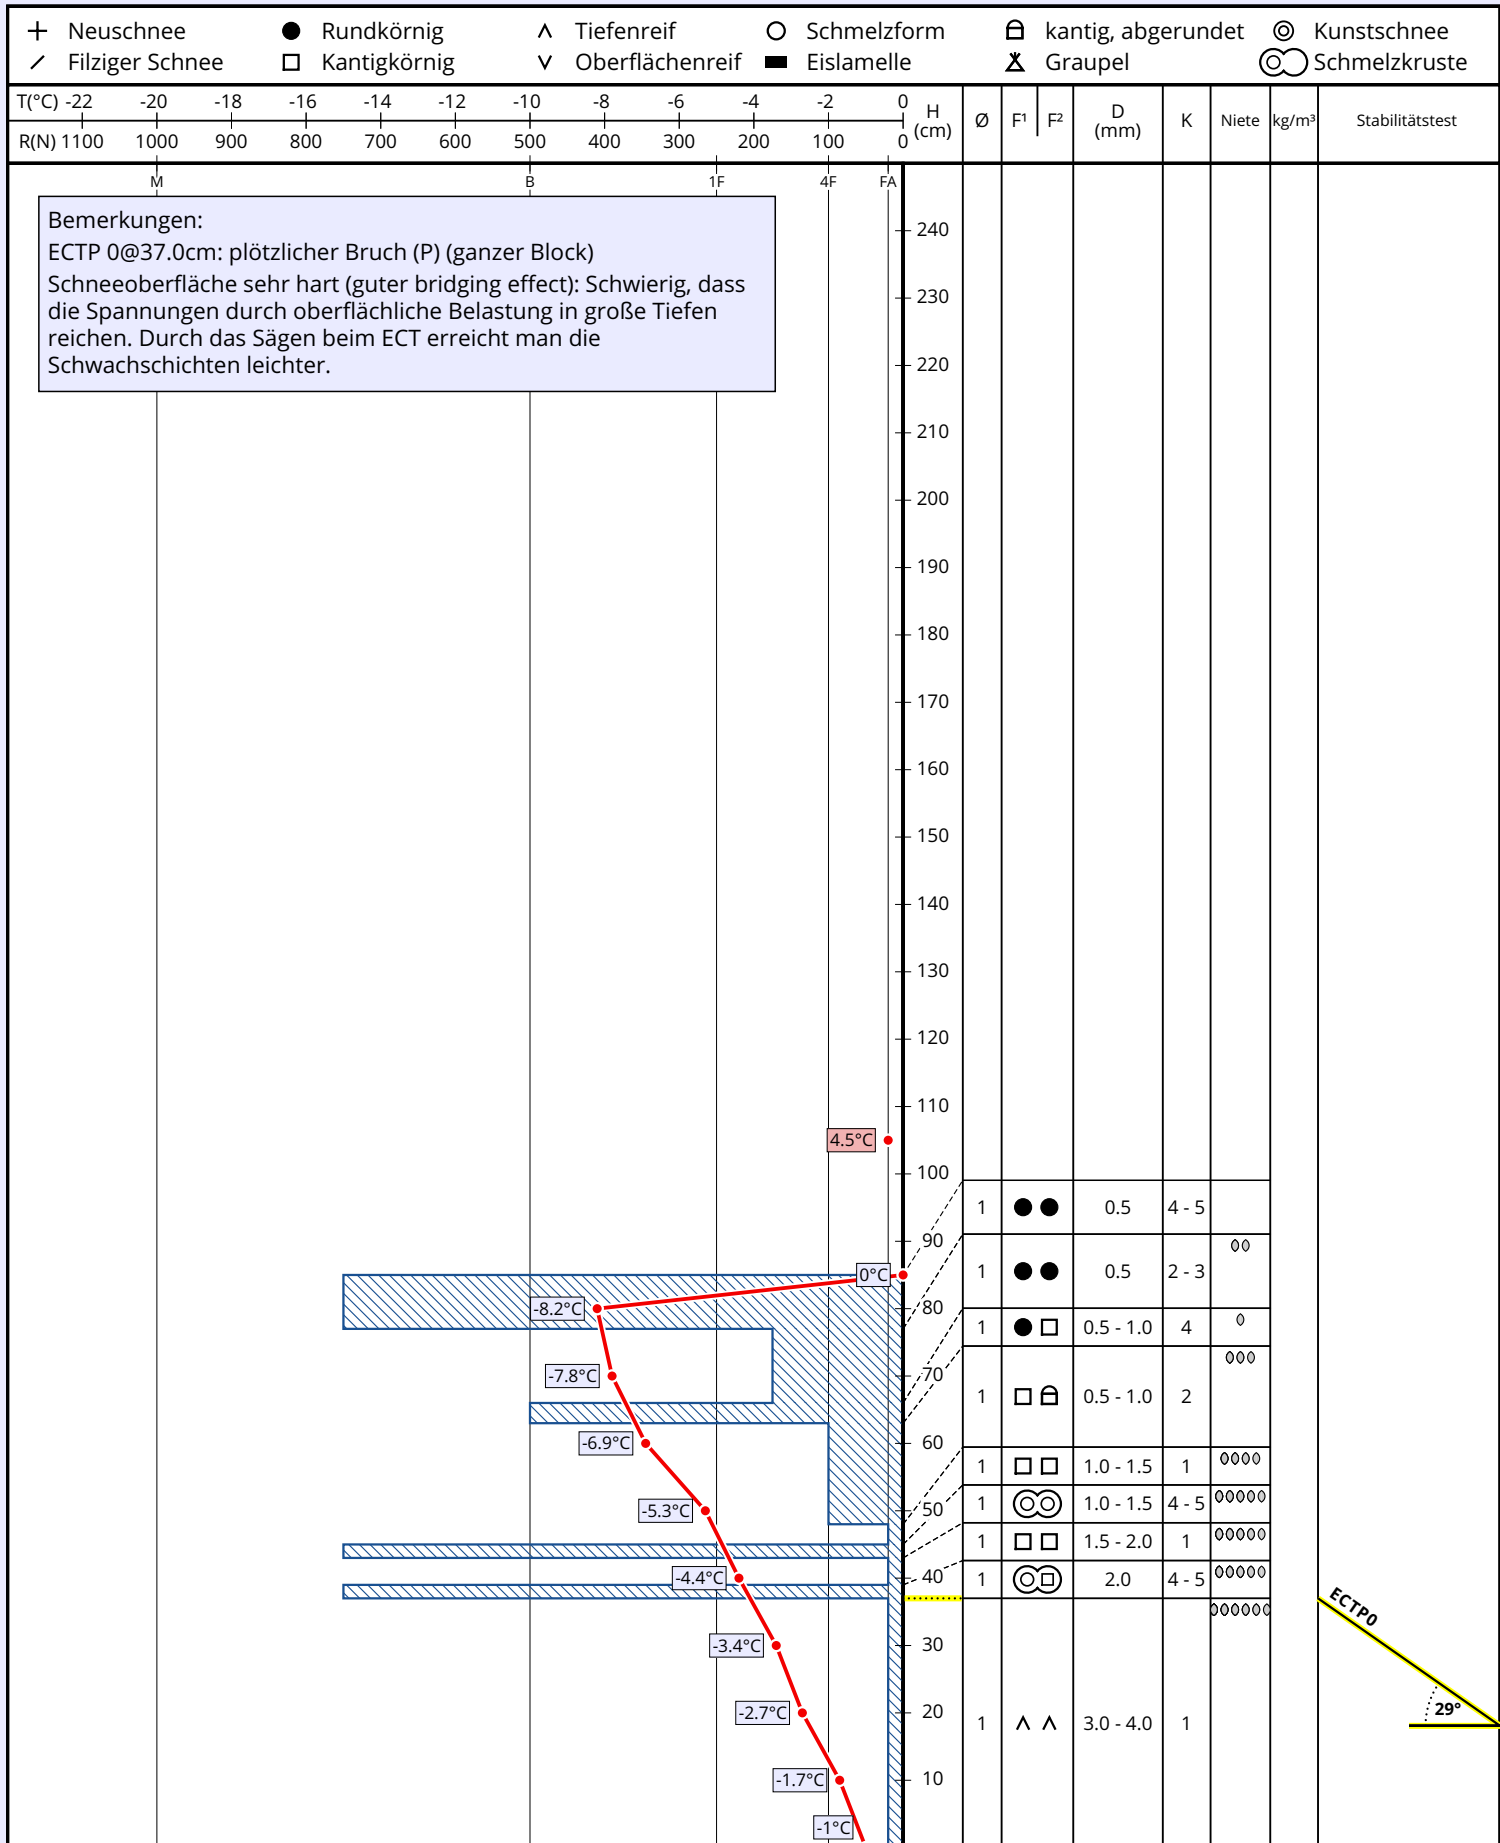 Neuschnee Rundkörnig Tiefenreif Schmelzform kantig, abgerundet Kunstschnee
Filziger Schnee Kantigkörnig Oberflächenreif Eislamelle Graupel Schmelzkruste
T(°C) -22 -20 -18 -16 -14 -12 -10 -8 -6 -4 -2 0
R(N) 1100 1000 900 800 700 600 500 400 300 200 100 0
H (cm) Ø F¹ F² D (mm) K Niete kg/m³ Stabilitätstest
M B 1F 4F FA
Bemerkungen:
ECTP 0@37.0cm: plötzlicher Bruch (P) (ganzer Block)
Schneeoberfläche sehr hart (guter bridging effect): Schwierig, dass
die Spannungen durch oberflächliche Belastung in große Tiefen
reichen. Durch das Sägen beim ECT erreicht man die
Schwachschichten leichter.
240
230
220
210
200
190
180
170
160
150
140
130
120
110
4.5°C
100
1 0.5 4 - 5
90
1 0.5 2 - 3
0°C
-8.2°C 80
1 0.5 - 1.0 4
-7.8°C 70
1 0.5 - 1.0 2
-6.9°C 60
1 1.0 - 1.5 1
-5.3°C 50
1 1.0 - 1.5 4 - 5
1 1.5 - 2.0 1
-4.4°C 40
1 2.0 4 - 5
ECTP0
-3.4°C 30
-2.7°C 20
29°
1 3.0 - 4.0 1
-1.7°C 10
-1°C